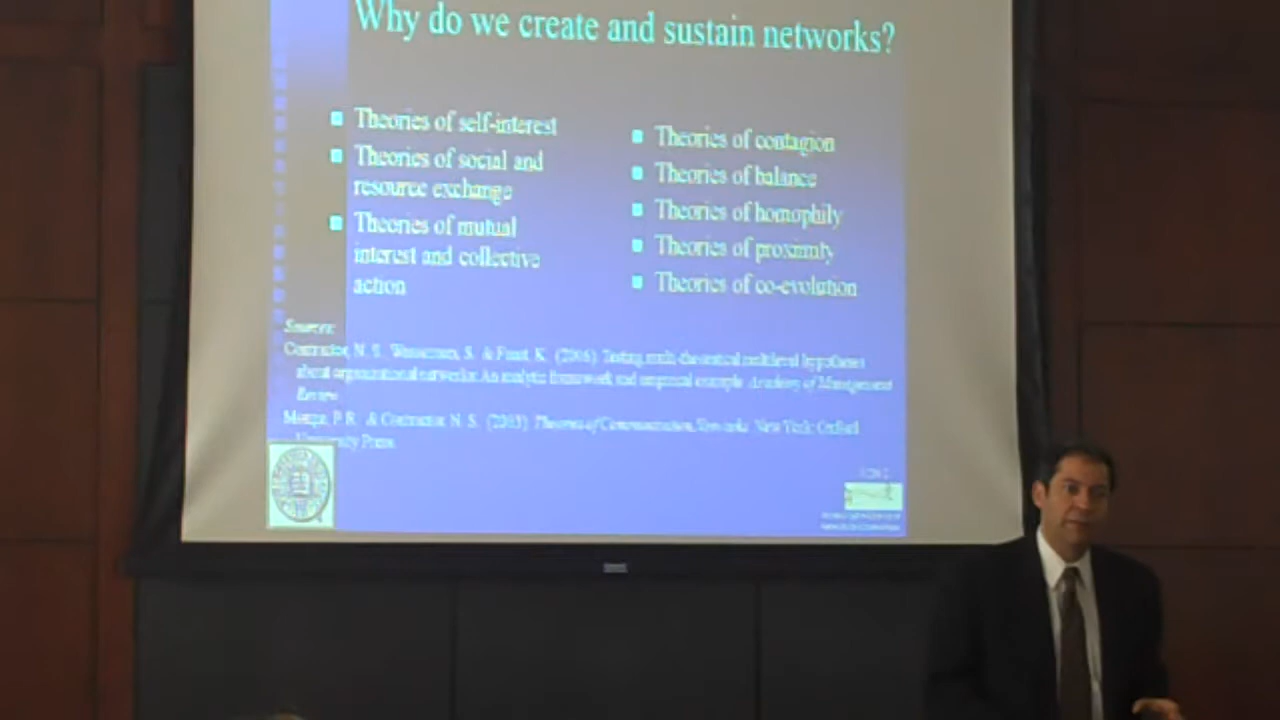 Why do we create and sustain networks?
Theories of self-interest
Theories of social and
resource exchange
Theories of mutual
interest and collective
action
Theories of contagion
Theories of balance
Theories of homophily
Theories of proximity
Theories of co-evolution
Sources:
Contractor, N. S. Wasserman, S. & Faust, K. (2006). Testing multi-theoretical multilevel hypotheses
about organizational networks: An analytic framework and empirical example. Academy of Management
Review.
Monge, P. R. & Contractor, N. S. (2003). Theories of Communication Networks. New York: Oxford
University Press.